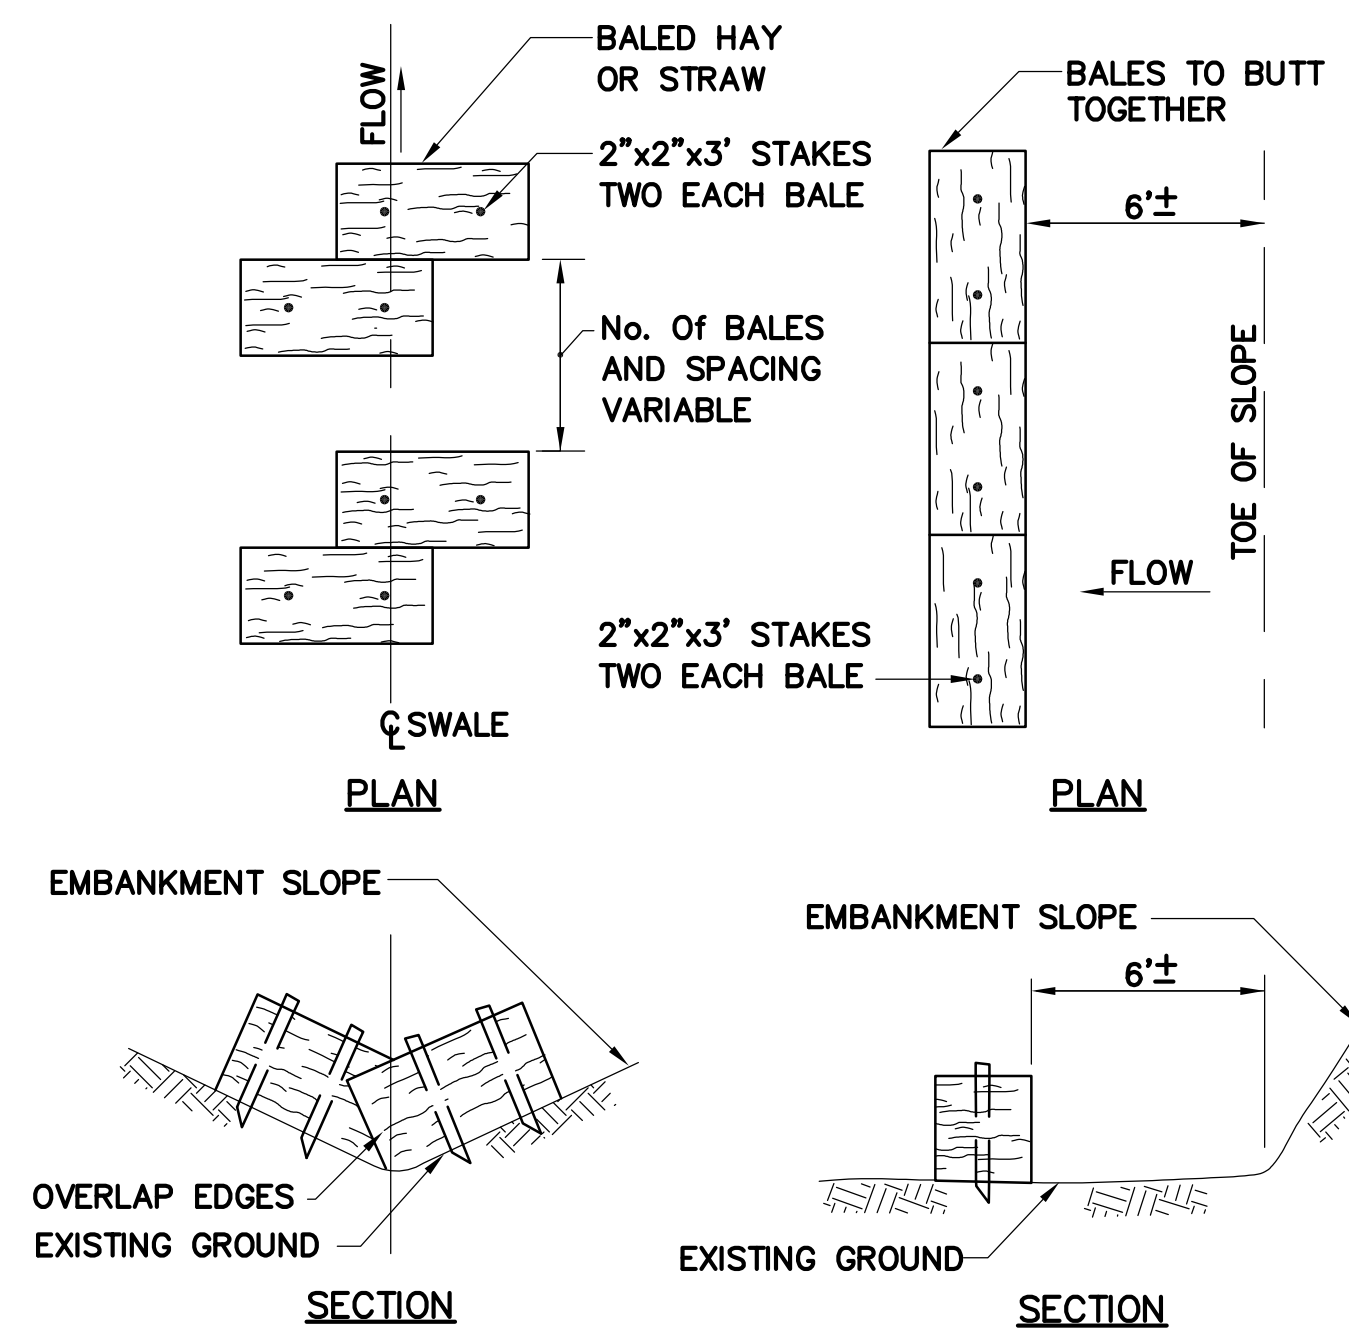 BALED HAY
OR STRAW
FLOW
2"x2"x3' STAKES
TWO EACH BALE
No. Of BALES
AND SPACING
VARIABLE
℄ SWALE
PLAN
BALES TO BUTT
TOGETHER
6'±
TOE OF SLOPE
FLOW
2"x2"x3' STAKES
TWO EACH BALE
PLAN
EMBANKMENT SLOPE
OVERLAP EDGES
EXISTING GROUND
SECTION
EMBANKMENT SLOPE
6'±
EXISTING GROUND
SECTION